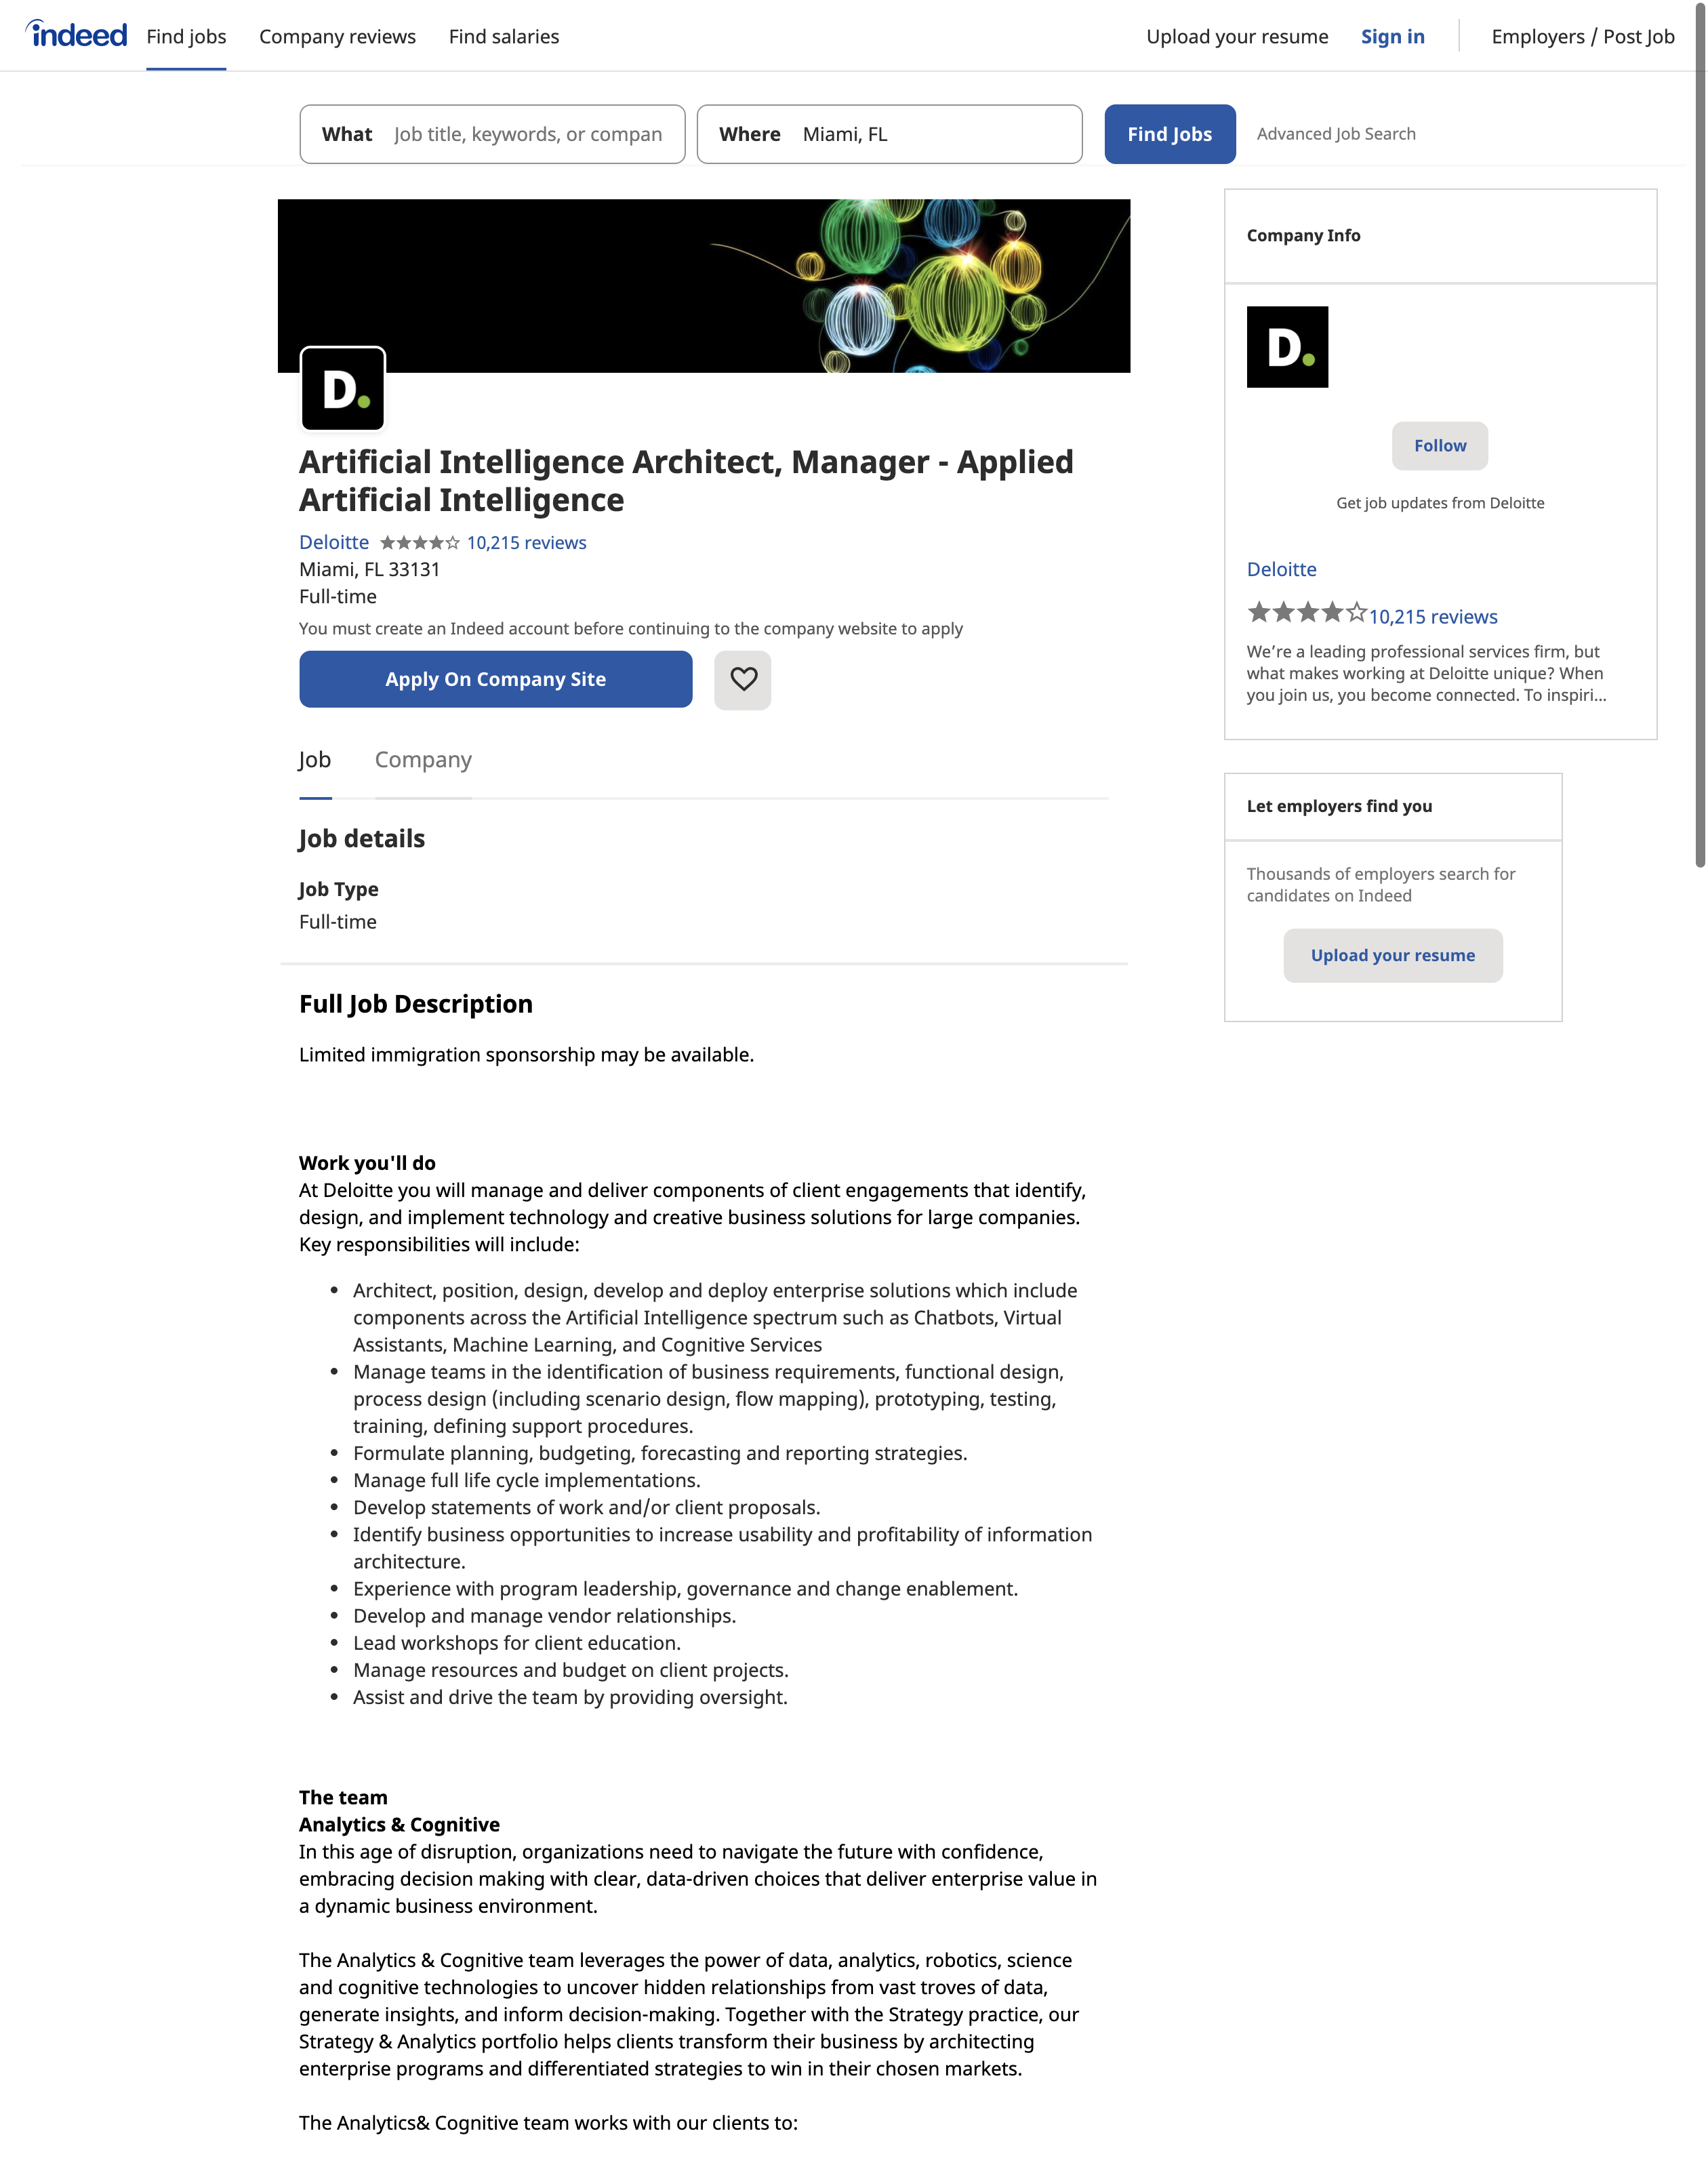 indeed Find jobs Company reviews Find salaries Upload your resume Sign in Employers / Post Job
What Job title, keywords, or compan Where Miami, FL Find Jobs Advanced Job Search
D.
Artificial Intelligence Architect, Manager - Applied
Artificial Intelligence
Deloitte 10,215 reviews
Miami, FL 33131
Full-time
You must create an Indeed account before continuing to the company website to apply
Apply On Company Site
Job Company
Job details
Job Type
Full-time
Full Job Description
Limited immigration sponsorship may be available.
Work you'll do
At Deloitte you will manage and deliver components of client engagements that identify,
design, and implement technology and creative business solutions for large companies.
Key responsibilities will include:
• Architect, position, design, develop and deploy enterprise solutions which include
components across the Artificial Intelligence spectrum such as Chatbots, Virtual
Assistants, Machine Learning, and Cognitive Services
• Manage teams in the identification of business requirements, functional design,
process design (including scenario design, flow mapping), prototyping, testing,
training, defining support procedures.
• Formulate planning, budgeting, forecasting and reporting strategies.
• Manage full life cycle implementations.
• Develop statements of work and/or client proposals.
• Identify business opportunities to increase usability and profitability of information
architecture.
• Experience with program leadership, governance and change enablement.
• Develop and manage vendor relationships.
• Lead workshops for client education.
• Manage resources and budget on client projects.
• Assist and drive the team by providing oversight.
The team
Analytics & Cognitive
In this age of disruption, organizations need to navigate the future with confidence,
embracing decision making with clear, data-driven choices that deliver enterprise value in
a dynamic business environment.
The Analytics & Cognitive team leverages the power of data, analytics, robotics, science
and cognitive technologies to uncover hidden relationships from vast troves of data,
generate insights, and inform decision-making. Together with the Strategy practice, our
Strategy & Analytics portfolio helps clients transform their business by architecting
enterprise programs and differentiated strategies to win in their chosen markets.
The Analytics& Cognitive team works with our clients to:
Company Info
D.
Follow
Get job updates from Deloitte
Deloitte
10,215 reviews
We’re a leading professional services firm, but
what makes working at Deloitte unique? When
you join us, you become connected. To inspiri...
Let employers find you
Thousands of employers search for
candidates on Indeed
Upload your resume